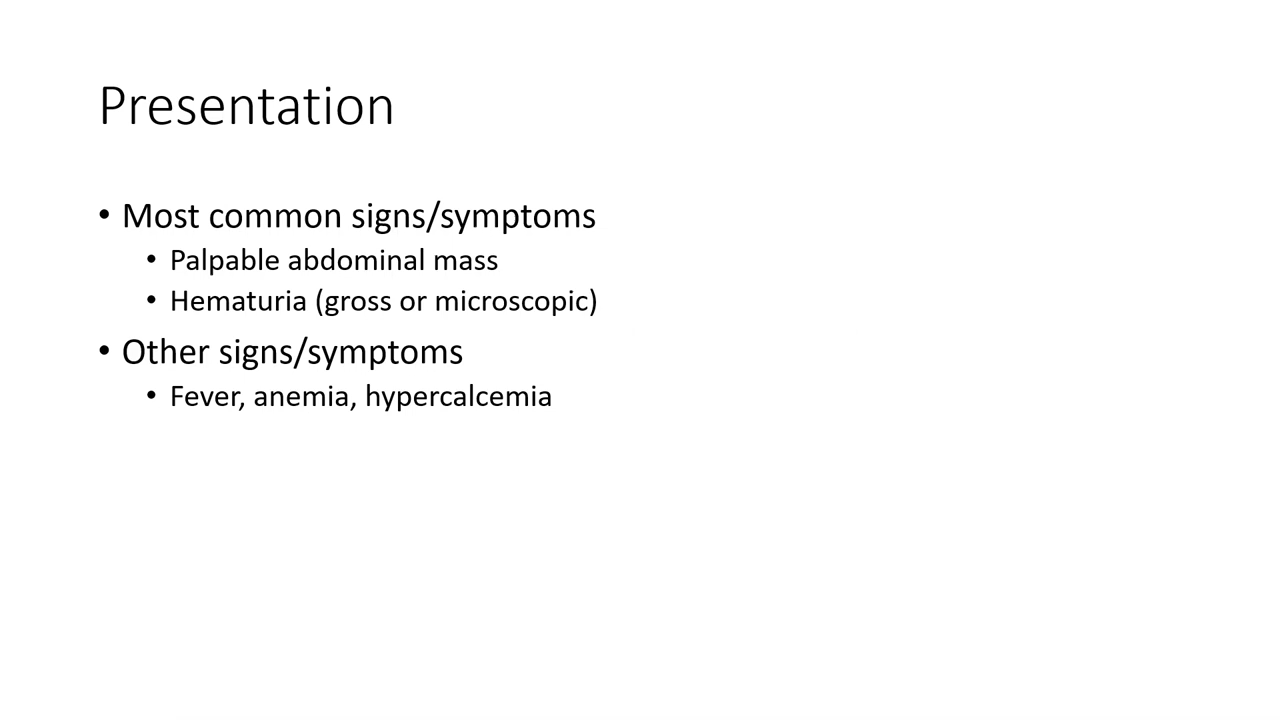 Presentation
• Most common signs/symptoms
• Palpable abdominal mass
• Hematuria (gross or microscopic)
• Other signs/symptoms
• Fever, anemia, hypercalcemia